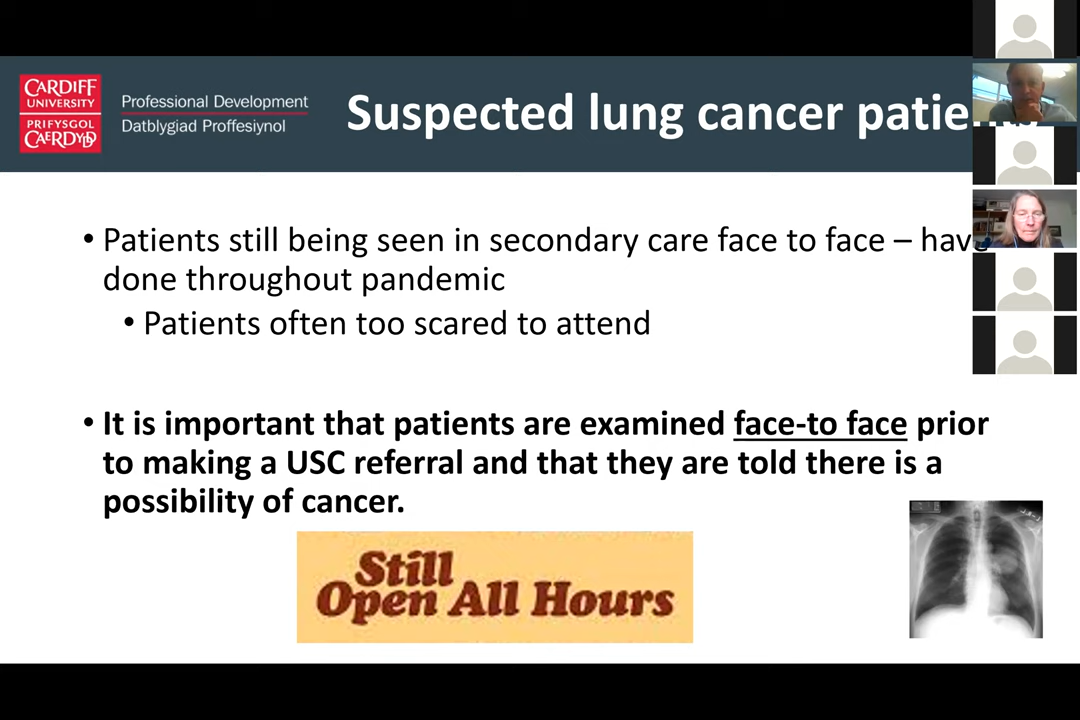 CARDIFF
UNIVERSITY
PRIFYSGOL
CAERDYDD
Professional Development
Datblygiad Proffesiynol
Suspected lung cancer patients
• Patients still being seen in secondary care face to face – have
done throughout pandemic
• Patients often too scared to attend
• It is important that patients are examined face-to face prior
to making a USC referral and that they are told there is a
possibility of cancer.
Still
Open All Hours